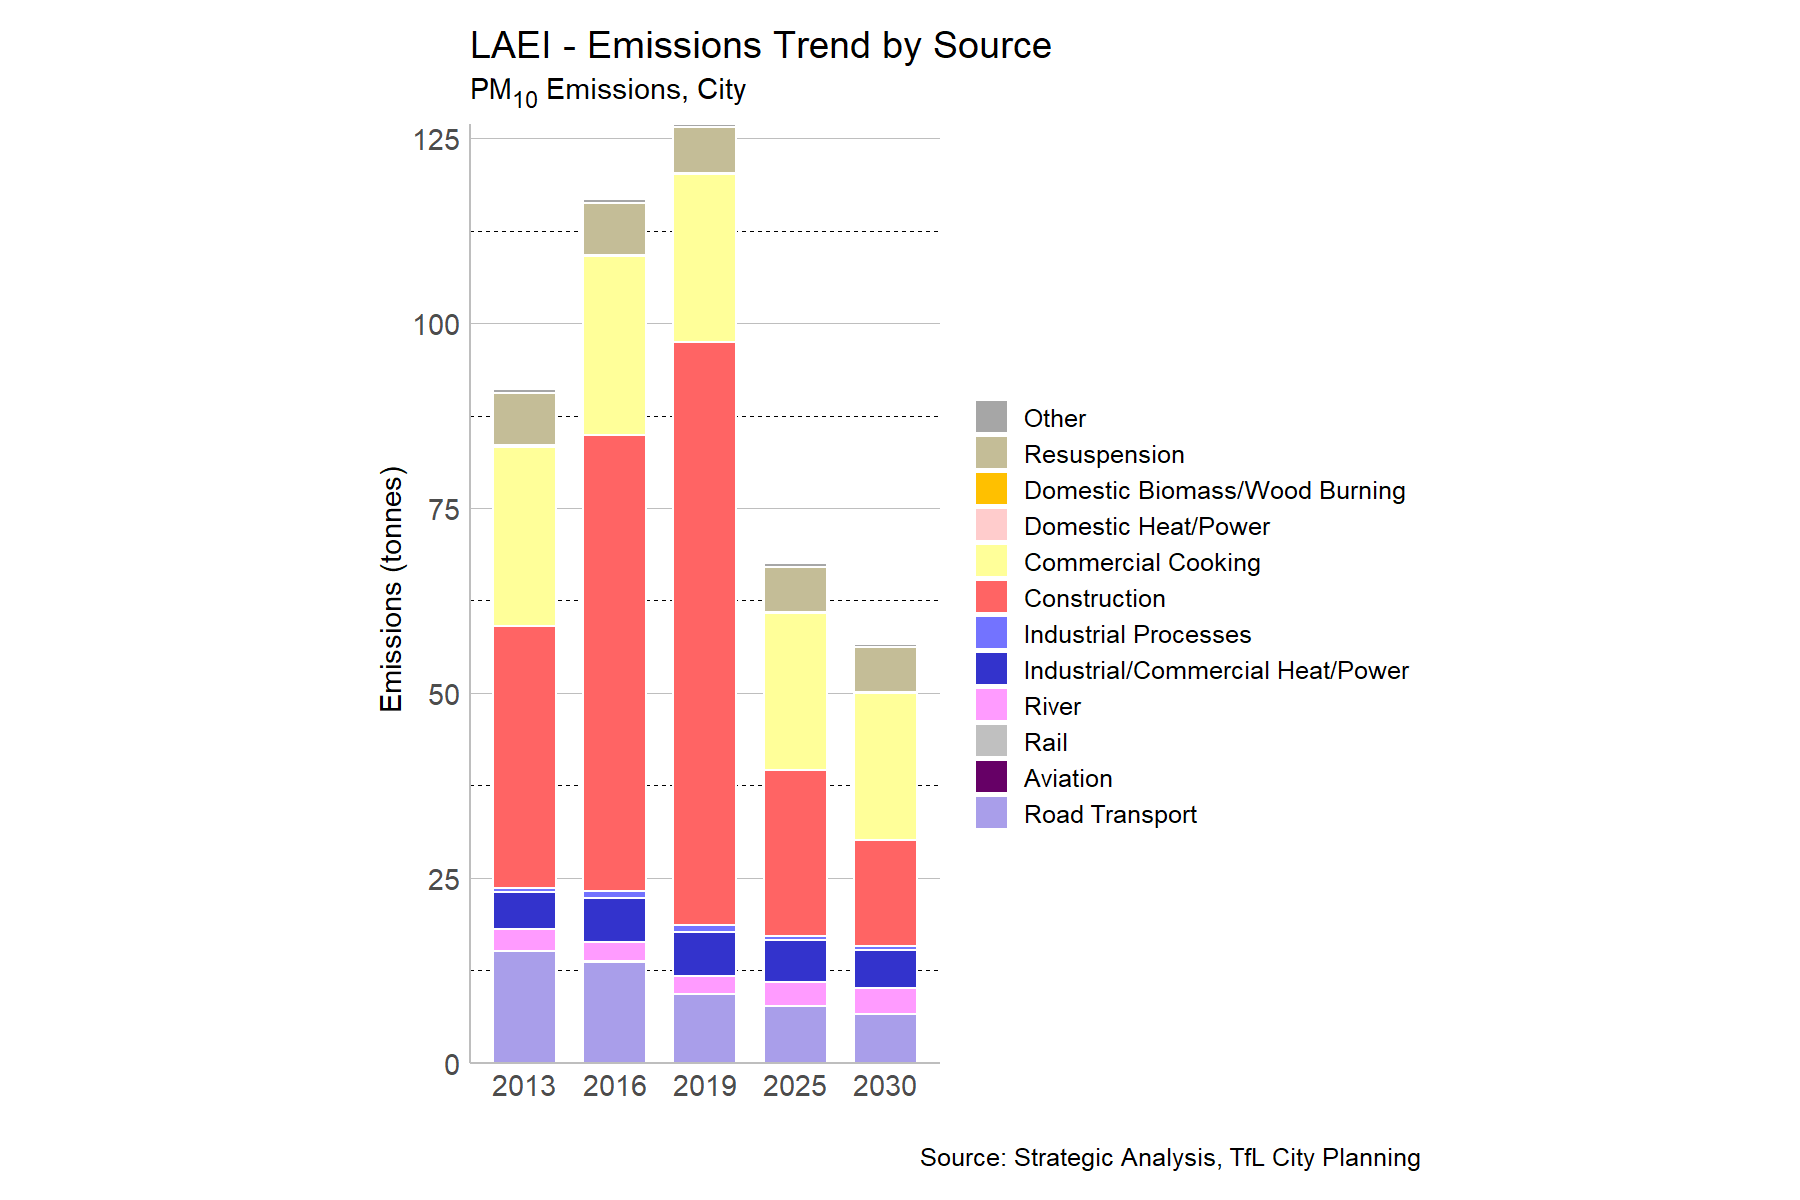 LAEI - Emissions Trend by Source
PM10 Emissions, City
Emissions (tonnes)
125
100
75
50
25
0
2013 2016 2019 2025 2030
Other
Resuspension
Domestic Biomass/Wood Burning
Domestic Heat/Power
Commercial Cooking
Construction
Industrial Processes
Industrial/Commercial Heat/Power
River
Rail
Aviation
Road Transport
Source: Strategic Analysis, TfL City Planning